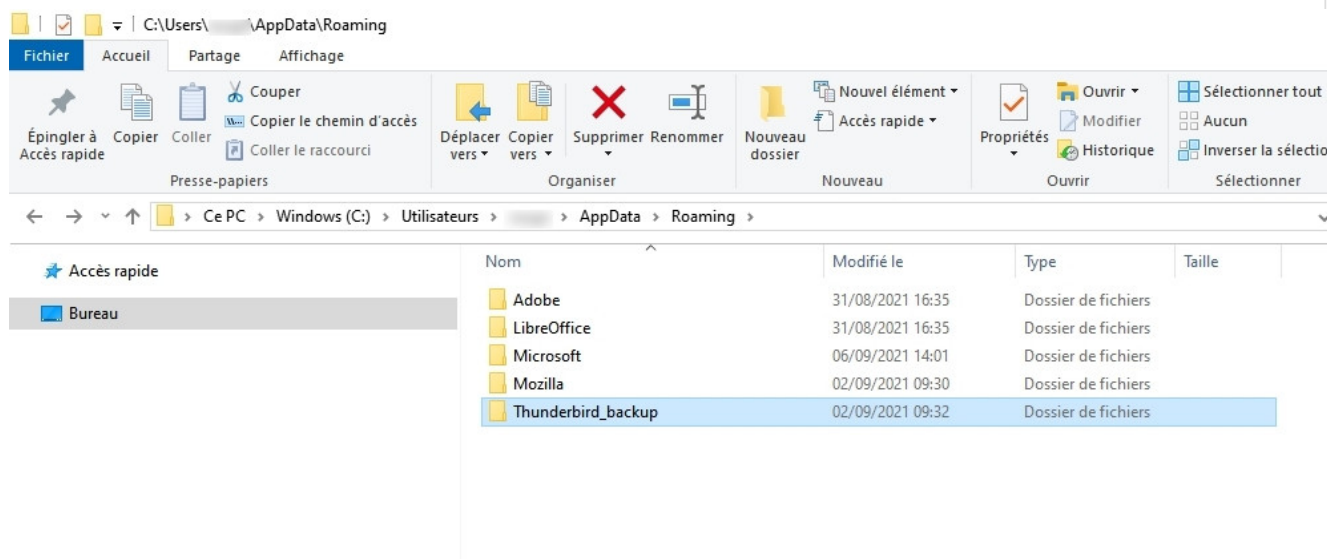 C:\Users\ \AppData\Roaming
Fichier Accueil Partage Affichage
Épingler à Accès rapide
Copier
Coller
Couper
Copier le chemin d'accès
Coller le raccourci
Presse-papiers
Déplacer vers
Copier vers
Supprimer
Renommer
Organiser
Nouveau dossier
Nouvel élément
Accès rapide
Nouveau
Propriétés
Ouvrir
Modifier
Historique
Ouvrir
Sélectionner tout
Aucun
Inverser la sélectio
Sélectionner
Ce PC > Windows (C:) > Utilisateurs > > AppData > Roaming >
Accès rapide
Bureau
Nom Modifié le Type Taille
Adobe 31/08/2021 16:35 Dossier de fichiers
LibreOffice 31/08/2021 16:35 Dossier de fichiers
Microsoft 06/09/2021 14:01 Dossier de fichiers
Mozilla 02/09/2021 09:30 Dossier de fichiers
Thunderbird_backup 02/09/2021 09:32 Dossier de fichiers